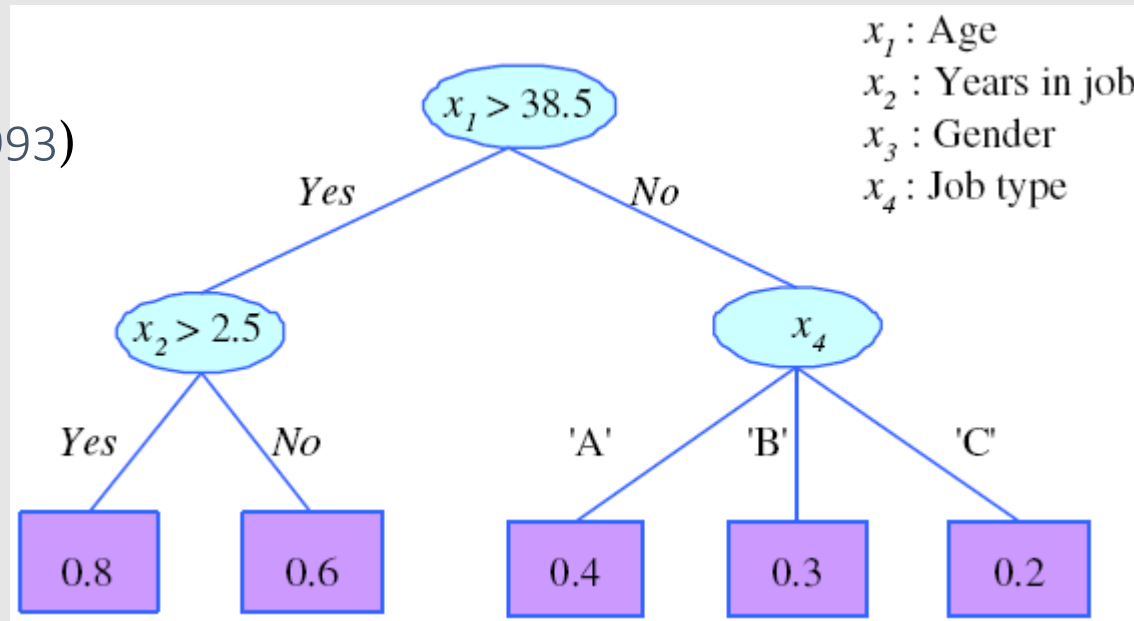 x1 : Age
x2 : Years in job
x3 : Gender
x4 : Job type
93)
x1 > 38.5
Yes
No
x2 > 2.5
x4
Yes
No
'A'
'B'
'C'
0.8
0.6
0.4
0.3
0.2